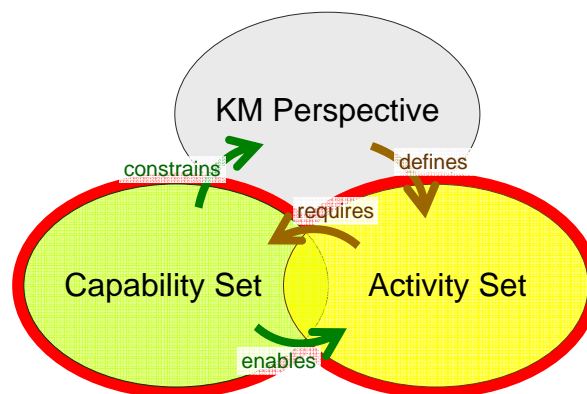 KM Perspective
constrains
defines
requires
Capability Set
Activity Set
enables